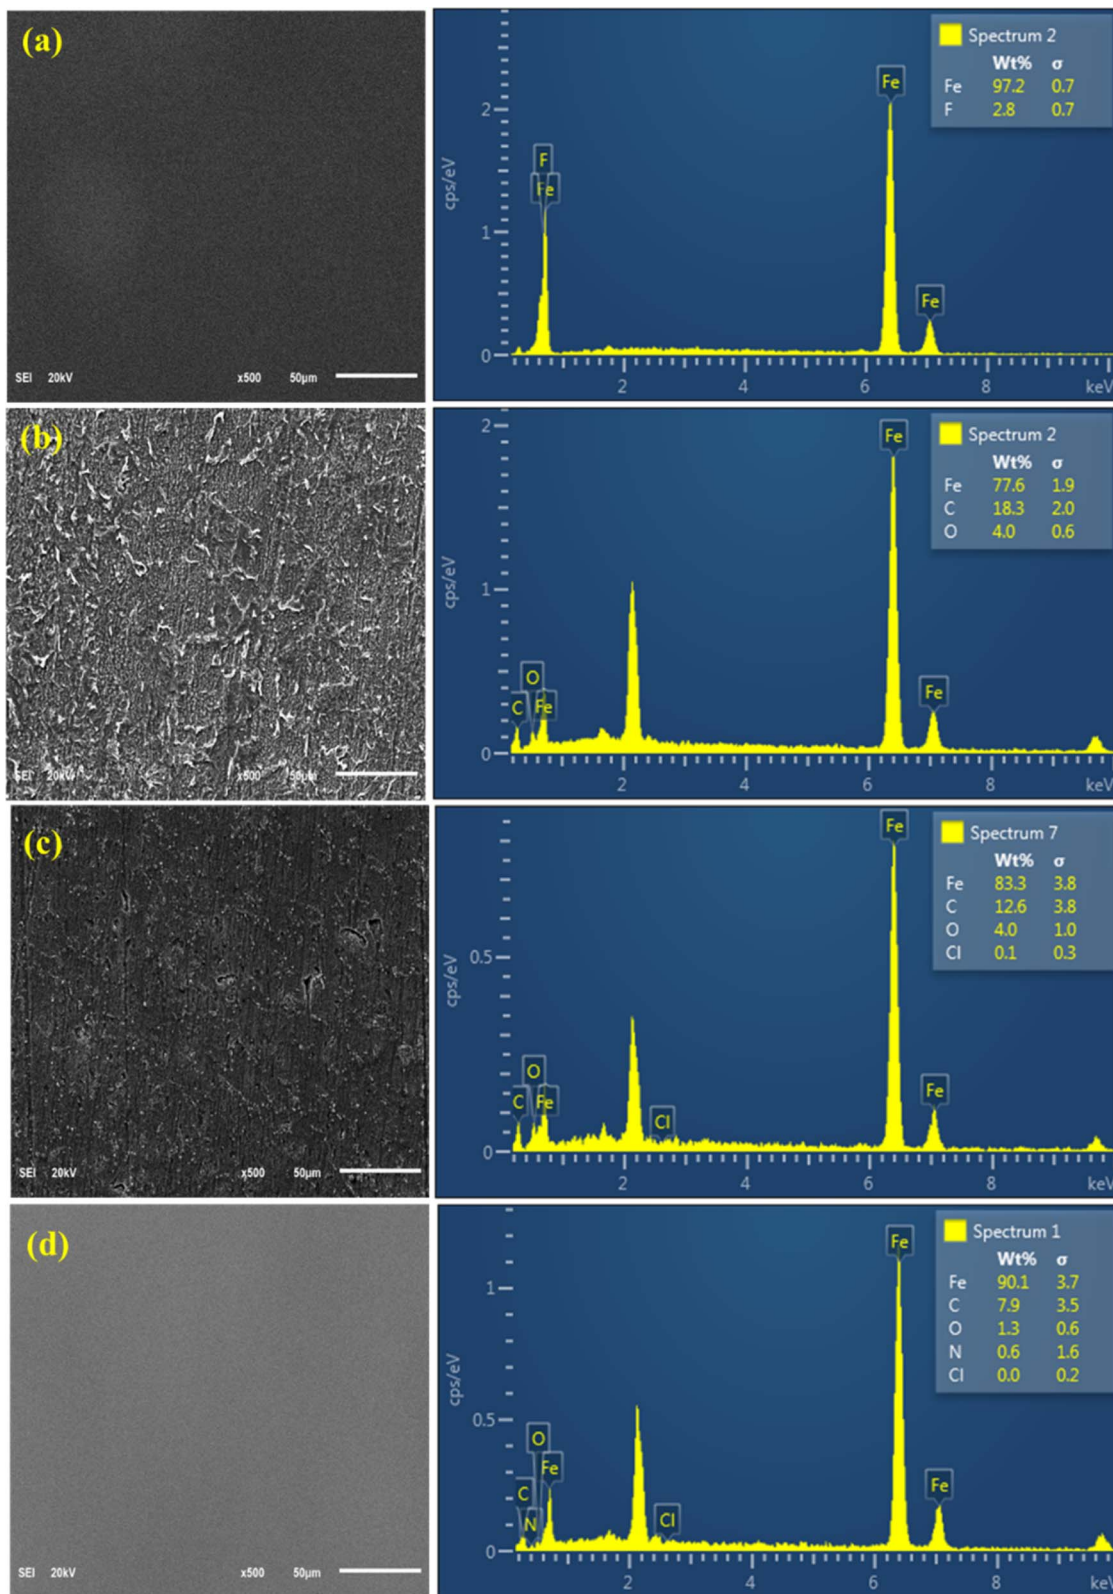 (a)
SEI 20kV x500 50µm
Spectrum 2
Wt% σ
Fe 97.2 0.7
F 2.8 0.7
Fe
F
Fe
Fe
cps/eV
2
1
0
2 4 6 8 keV
(b)
SEI 20kV x500 50µm
Spectrum 2
Wt% σ
Fe 77.6 1.9
C 18.3 2.0
O 4.0 0.6
Fe
O
C Fe
Fe
cps/eV
2
1
0
2 4 6 8 keV
(c)
SEI 20kV x500 50µm
Spectrum 7
Wt% σ
Fe 83.3 3.8
C 12.6 3.8
O 4.0 1.0
Cl 0.1 0.3
Fe
O
C Fe
Cl
Fe
cps/eV
0.5
0
2 4 6 8 keV
(d)
SEI 20kV x500 50µm
Spectrum 1
Wt% σ
Fe 90.1 3.7
C 7.9 3.5
O 1.3 0.6
N 0.6 1.6
Cl 0.0 0.2
Fe
O
Fe
C
N
Cl
Fe
cps/eV
1
0.5
0
2 4 6 8 keV